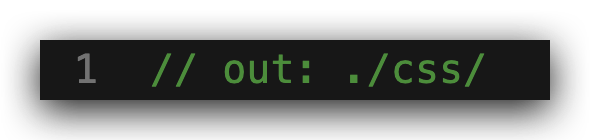 1 // out: ./css/